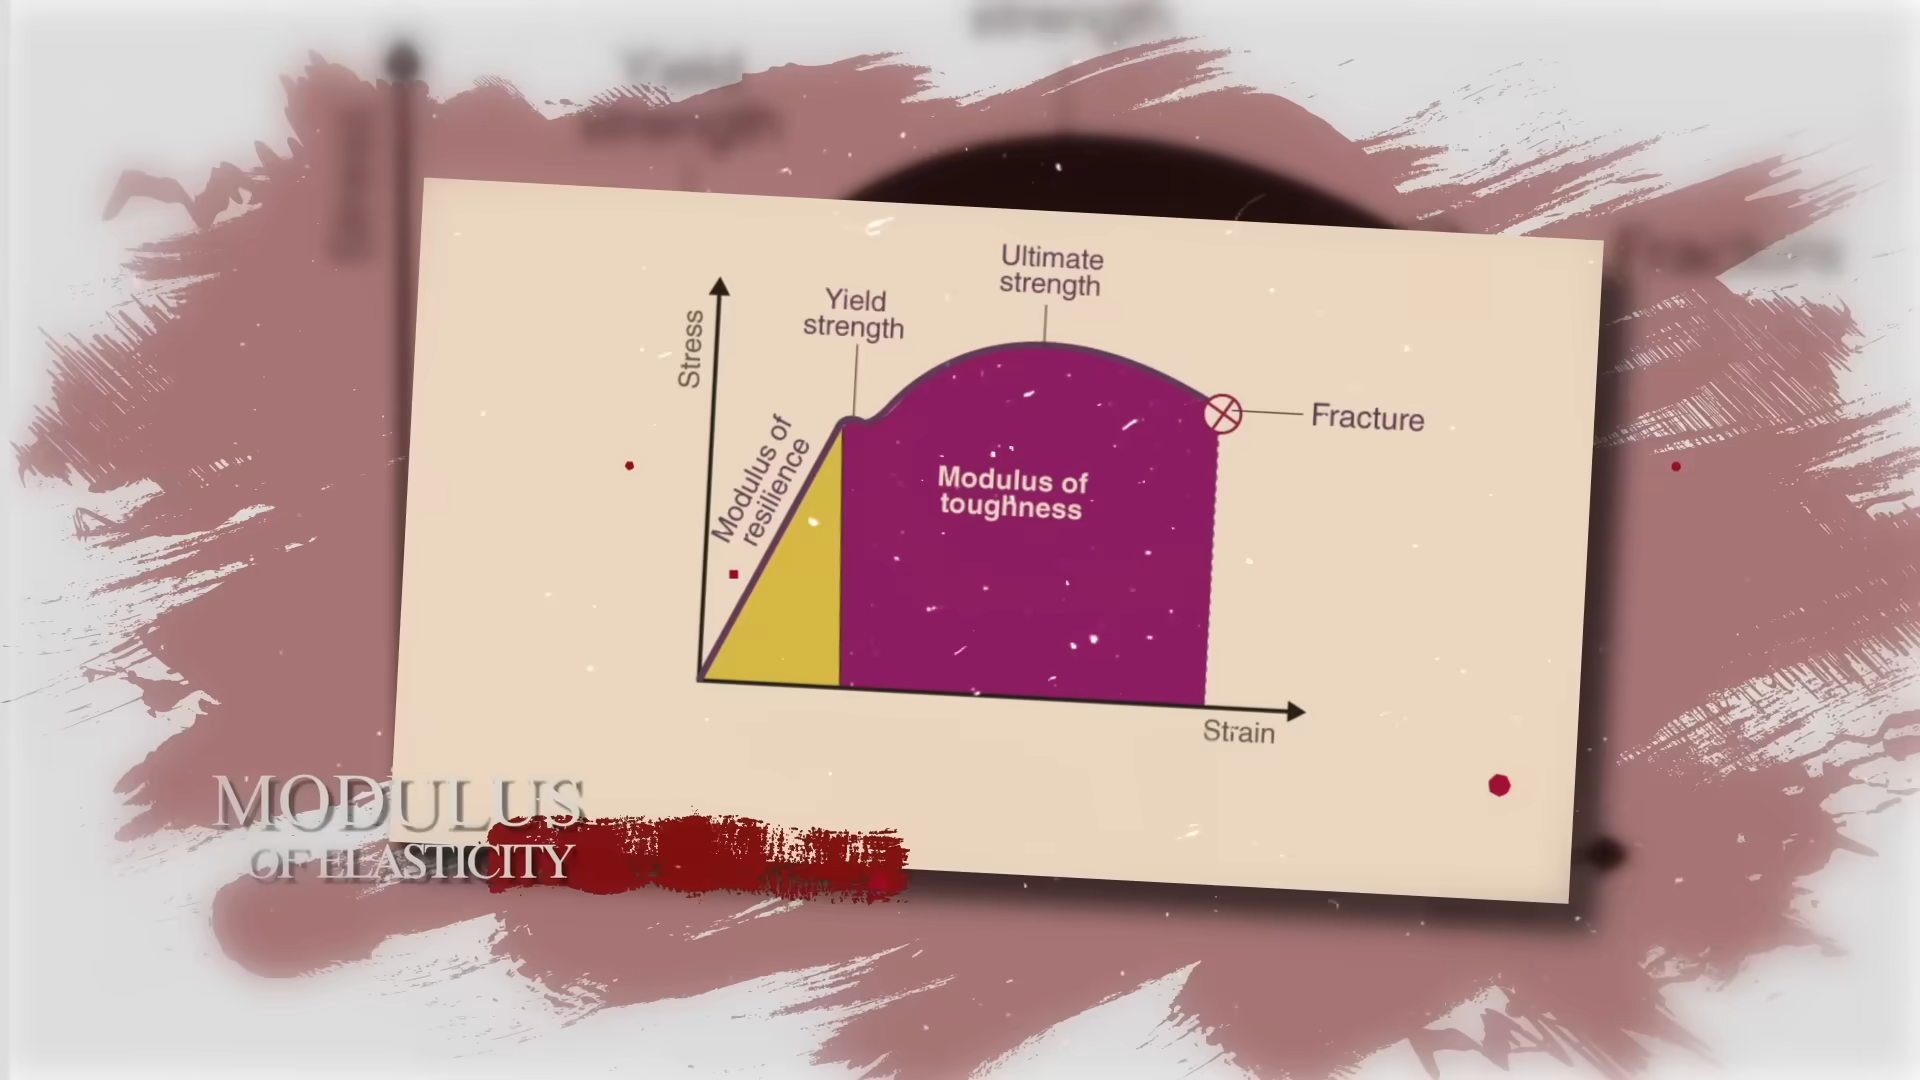 Ultimate
strength
Yield
strength
Stress
Modulus of
resilience
Modulus of
toughness
Fracture
Strain
MODULUS
OF ELASTICITY